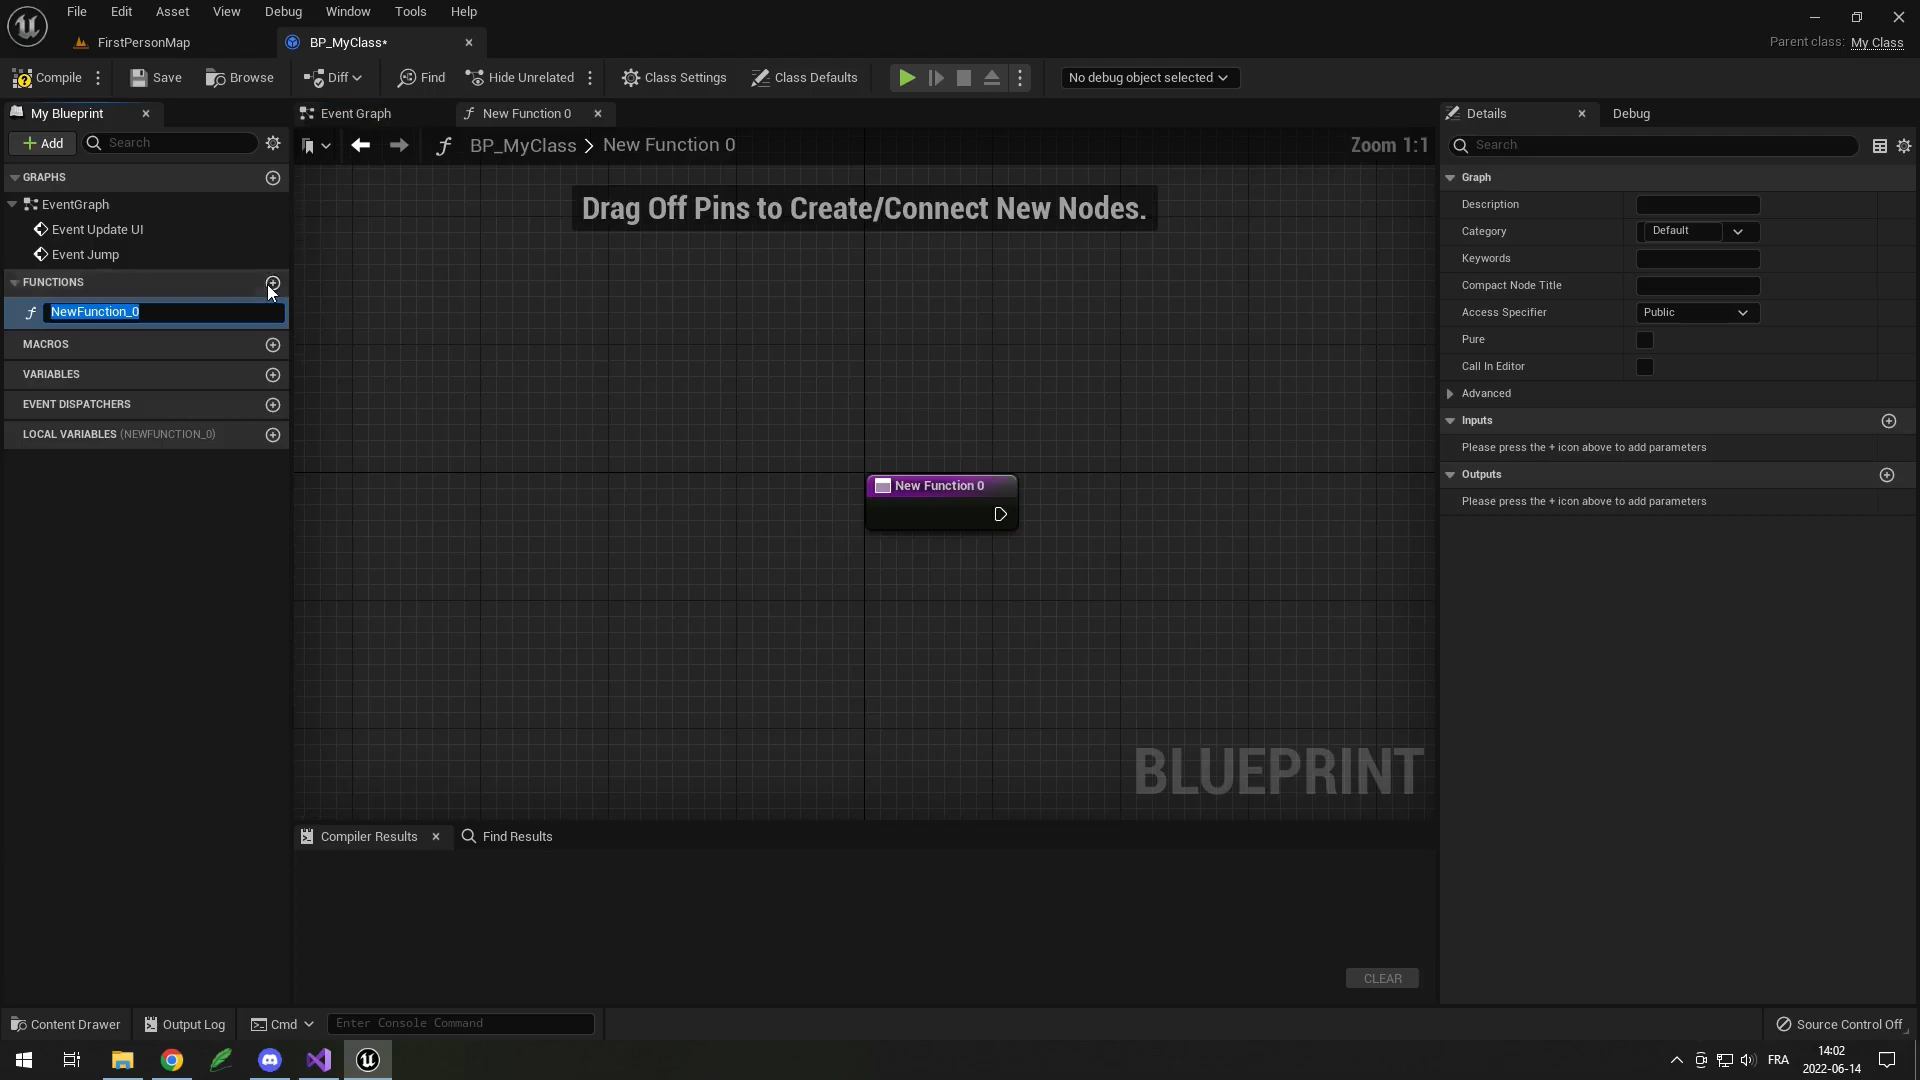 File Edit Asset View Debug Window Tools Help
FirstPersonMap BP_MyClass* Parent class: My Class
Compile Save Browse Diff Find Hide Unrelated Class Settings Class Defaults No debug object selected
My Blueprint Event Graph New Function 0 Details Debug
Add Search BP_MyClass > New Function 0 Zoom 1:1 Search
Drag Off Pins to Create/Connect New Nodes.
GRAPHS
EventGraph
Event Update UI
Event Jump
FUNCTIONS
NewFunction_0
MACROS
VARIABLES
EVENT DISPATCHERS
LOCAL VARIABLES (NEWFUNCTION_0)
New Function 0
BLUEPRINT
Graph
Description
Category Default
Keywords
Compact Node Title
Access Specifier Public
Pure
Call In Editor
Advanced
Inputs
Please press the + icon above to add parameters
Outputs
Please press the + icon above to add parameters
Compiler Results Find Results
CLEAR
Content Drawer Output Log Cmd Enter Console Command Source Control Off
FRA 14:02
2022-06-14